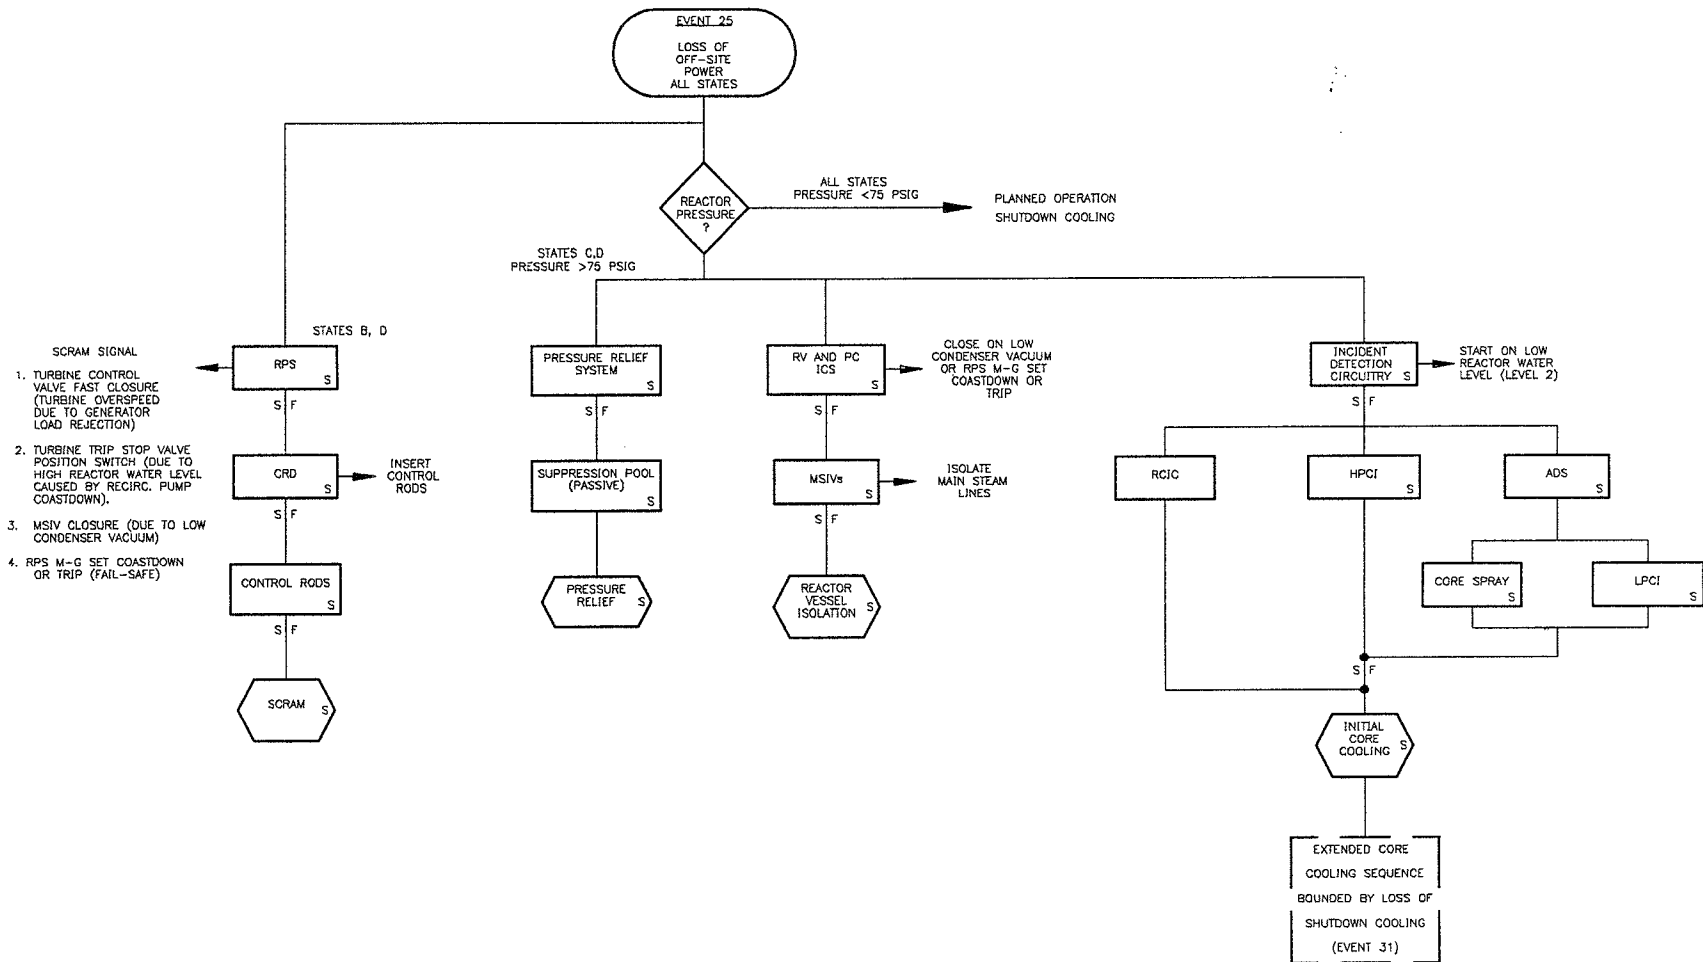 EVENT 25
LOSS OF
OFF-SITE
POWER
ALL STATES
REACTOR
PRESSURE
?
ALL STATES
PRESSURE <75 PSIG
PLANNED OPERATION
SHUTDOWN COOLING
STATES C,D
PRESSURE >75 PSIG
STATES B, D
SCRAM SIGNAL
1. TURBINE CONTROL
VALVE FAST CLOSURE
(TURBINE OVERSPEED
DUE TO GENERATOR
LOAD REJECTION)
2. TURBINE TRIP STOP VALVE
POSITION SWITCH (DUE TO
HIGH REACTOR WATER LEVEL
CAUSED BY RECIRC. PUMP
COASTDOWN).
3. MSIV CLOSURE (DUE TO LOW
CONDENSER VACUUM)
4. RPS M-G SET COASTDOWN
OR TRIP (FAIL-SAFE)
RPS
S
S F
CRD
S
INSERT
CONTROL
RODS
S F
CONTROL RODS
S
S F
SCRAM S
PRESSURE RELIEF
SYSTEM
S
S F
SUPPRESSION POOL
(PASSIVE)
S
PRESSURE
RELIEF S
RV AND PC
ICS
S
CLOSE ON LOW
CONDENSER VACUUM
OR RPS M-G SET
COASTDOWN OR
TRIP
S F
MSIVs
S
ISOLATE
MAIN STEAM
LINES
S F
REACTOR
VESSEL S
ISOLATION
INCIDENT
DETECTION
CIRCUITRY S
START ON LOW
REACTOR WATER
LEVEL (LEVEL 2)
S F
RCIC
HPCI
S
ADS
S
CORE SPRAY
S
LPCI
S
S F
INITIAL
CORE S
COOLING
EXTENDED CORE
COOLING SEQUENCE
BOUNDED BY LOSS OF
SHUTDOWN COOLING
(EVENT 31)